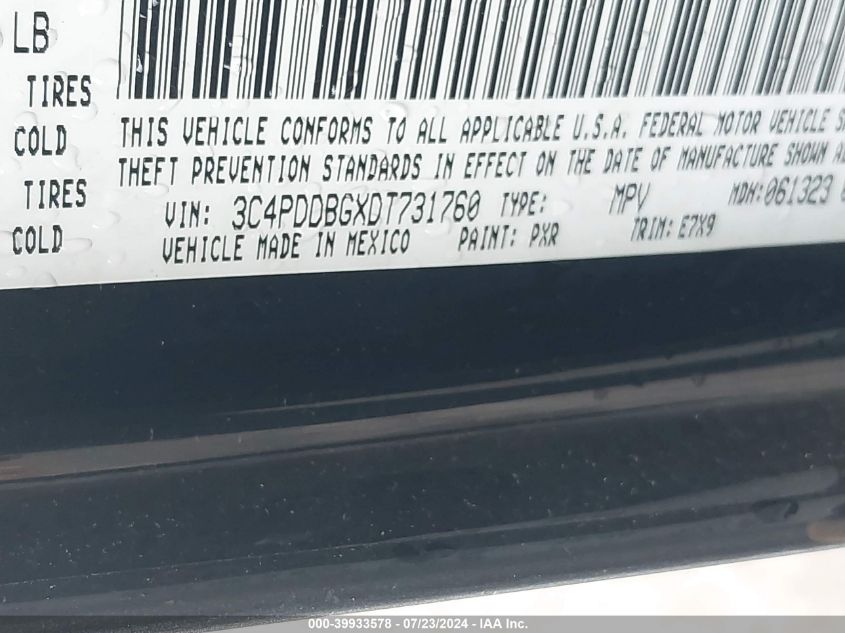 LB
TIRES
COLD
TIRES
COLD
THIS VEHICLE CONFORMS TO ALL APPLICABLE U.S.A. FEDERAL MOTOR VEHICLE
THEFT PREVENTION STANDARDS IN EFFECT ON THE DATE OF MANUFACTURE SHOWN
VIN: 3C4PDDBGXDT731760 TYPE: MPV MDH:061323
VEHICLE MADE IN MEXICO PAINT: PXR TRIM: E7X9
000-39933578 - 07/23/2024 - IAA Inc.